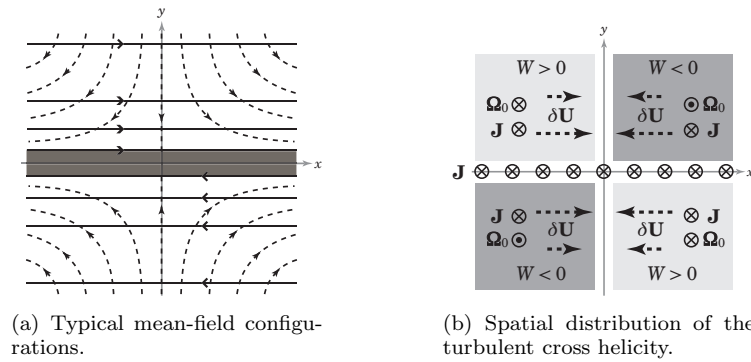 y
x
(a) Typical mean-field configu-
rations.
y
W > 0
W < 0
Ω₀
Ω₀
δU
δU
J
J
J
x
J
J
δU
δU
Ω₀
Ω₀
W < 0
W > 0
(b) Spatial distribution of the
turbulent cross helicity.